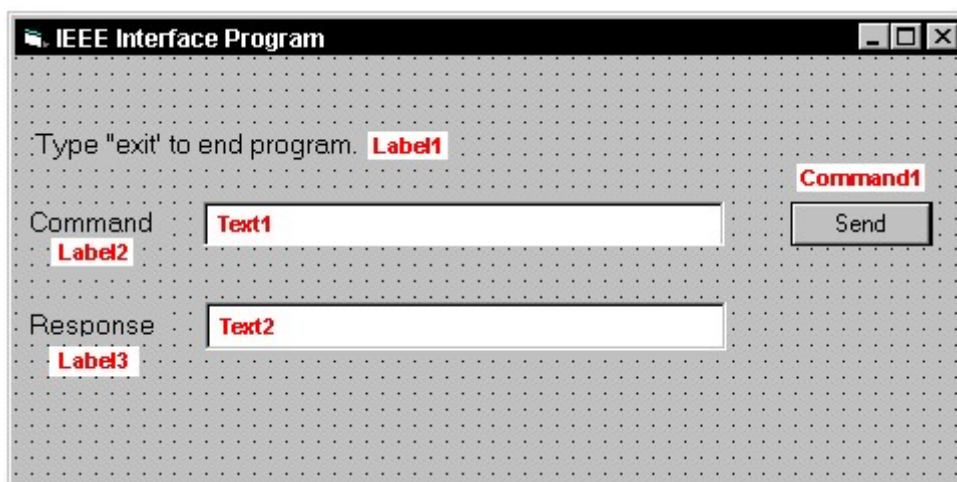 IEEE Interface Program
Type "exit' to end program. Label1
Command1
Command Text1 Send
Label2
Response Text2
Label3